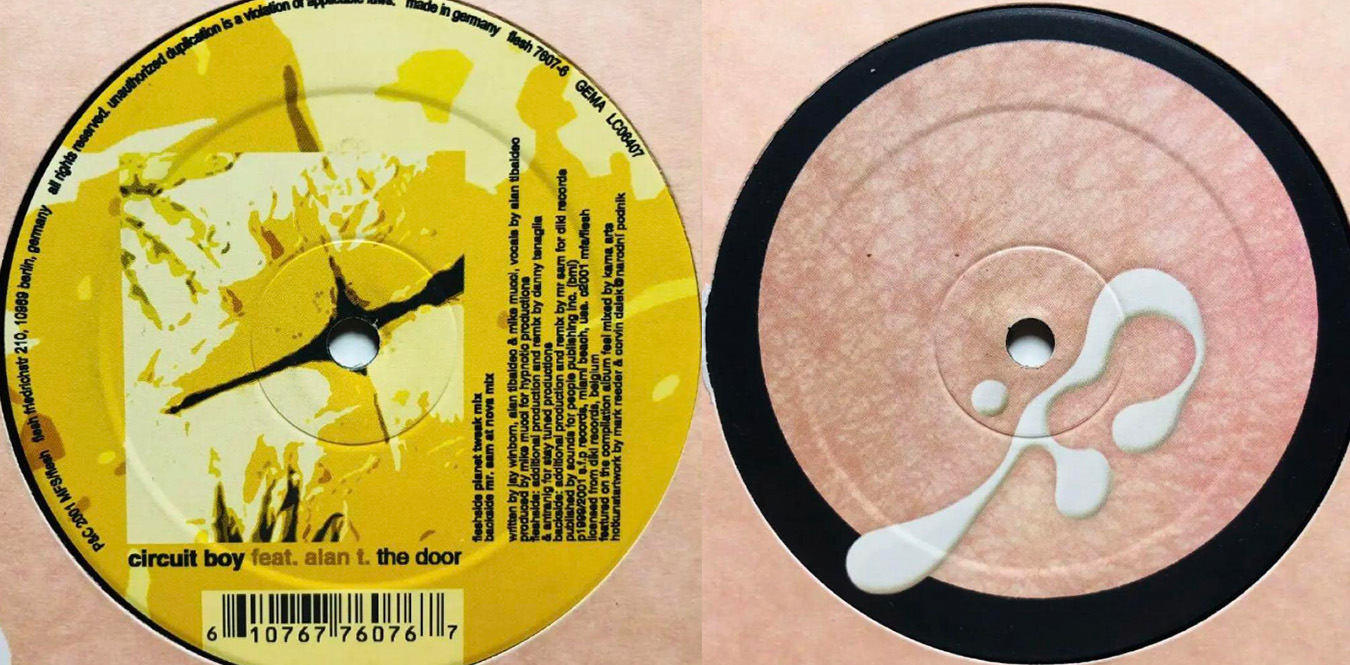 P&C 2001 MFS/flesh flesh friedrichstr 210, 10969 berlin, germany all rights reserved. unauthorized duplication is a violation of applicable laws. made in germany flesh 7607-6 GEMA LC06407
fleshside planet tweak mix
backside mr. sam at nova mix
written by jay winborn, alan tibaldeo & mike mucci, vocals by alan tibaldeo
produced by mike mucci for hypnotic productions
fleshside: additional production and remix by danny tenaglia
& antranig for stay tuned productions
backside: additional production and remix by mr sam for diki records
published by sounds for people publishing inc. (bmi)
p1999/2001 s.f.p records, miami beach, usa. c2001 mfs/flesh
licensed from diki records, belgium
featured on the compilation album feel mixed by kama arts
hočkunstartwork by mark reeder & corvin dalek @ národní podnik
circuit boy feat. alan t. the door
6 10767 76076 7